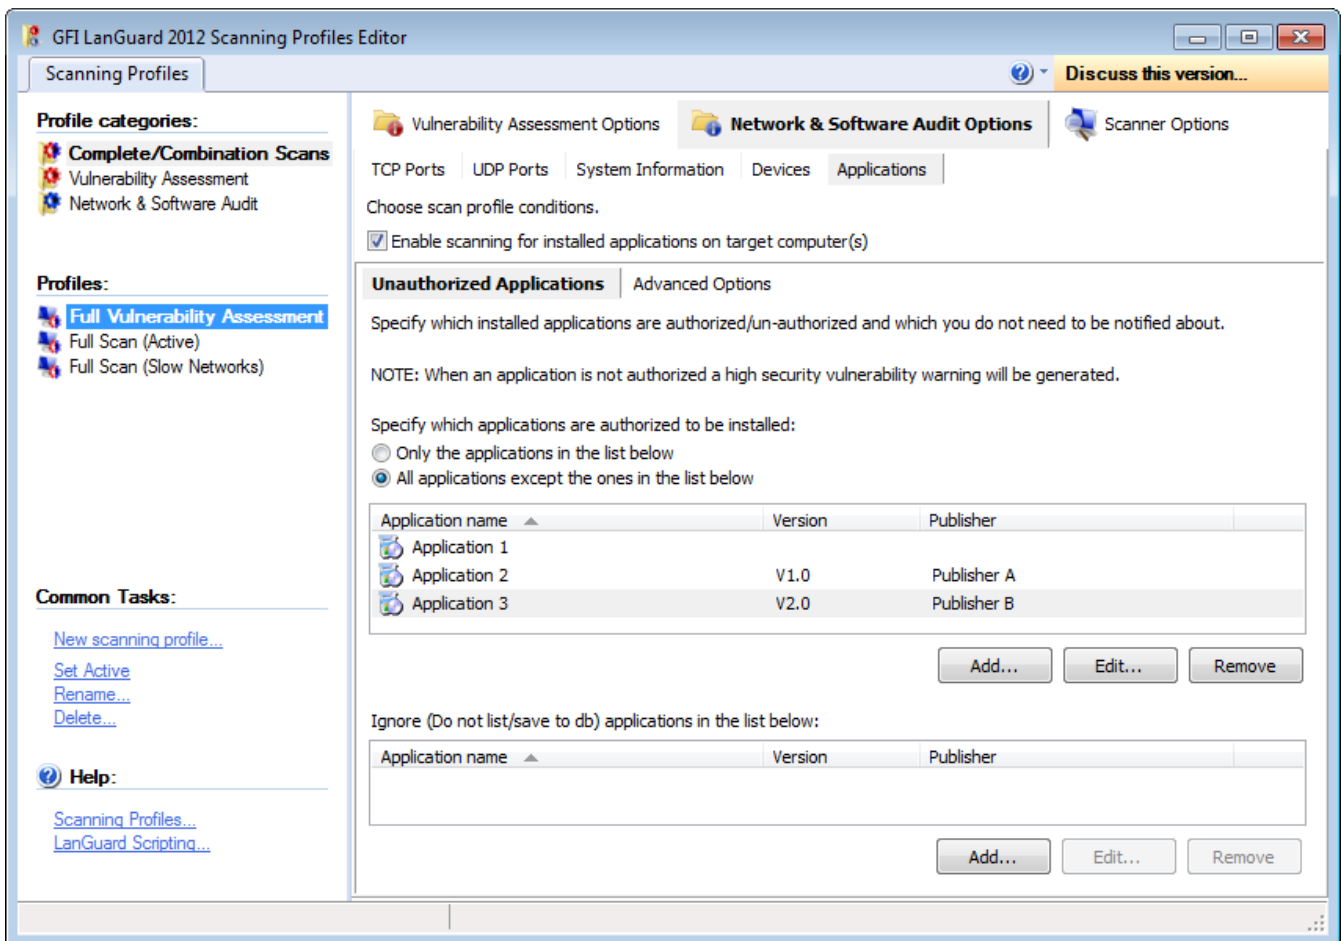 GFI LanGuard 2012 Scanning Profiles Editor
Scanning Profiles
Discuss this version...
Profile categories:
Complete/Combination Scans
Vulnerability Assessment
Network & Software Audit
Profiles:
Full Vulnerability Assessment
Full Scan (Active)
Full Scan (Slow Networks)
Common Tasks:
New scanning profile...
Set Active
Rename...
Delete...
Help:
Scanning Profiles...
LanGuard Scripting...
Vulnerability Assessment Options Network & Software Audit Options Scanner Options
TCP Ports UDP Ports System Information Devices Applications
Choose scan profile conditions.
Enable scanning for installed applications on target computer(s)
Unauthorized Applications Advanced Options
Specify which installed applications are authorized/un-authorized and which you do not need to be notified about.
NOTE: When an application is not authorized a high security vulnerability warning will be generated.
Specify which applications are authorized to be installed:
Only the applications in the list below
All applications except the ones in the list below
Application name Version Publisher
Application 1
Application 2 V1.0 Publisher A
Application 3 V2.0 Publisher B
Add... Edit... Remove
Ignore (Do not list/save to db) applications in the list below:
Application name Version Publisher
Add... Edit... Remove